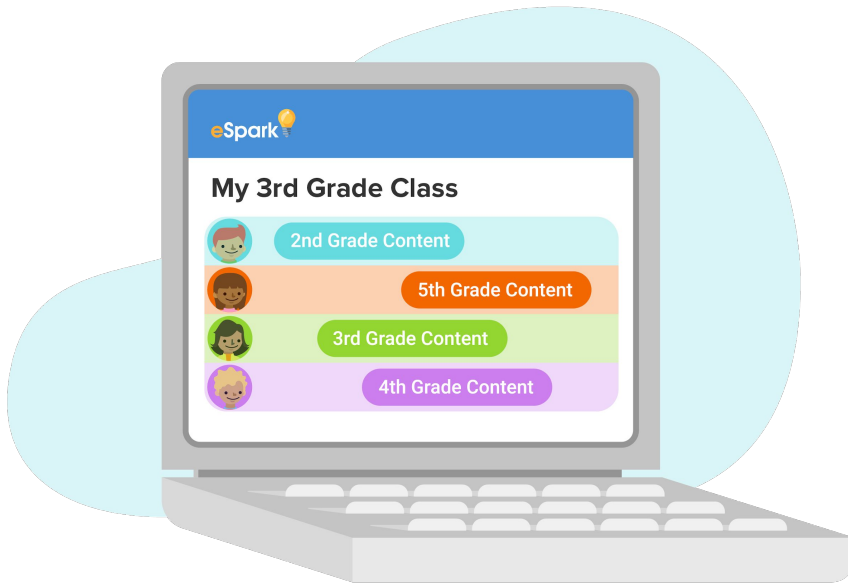 eSpark
My 3rd Grade Class
2nd Grade Content
5th Grade Content
3rd Grade Content
4th Grade Content